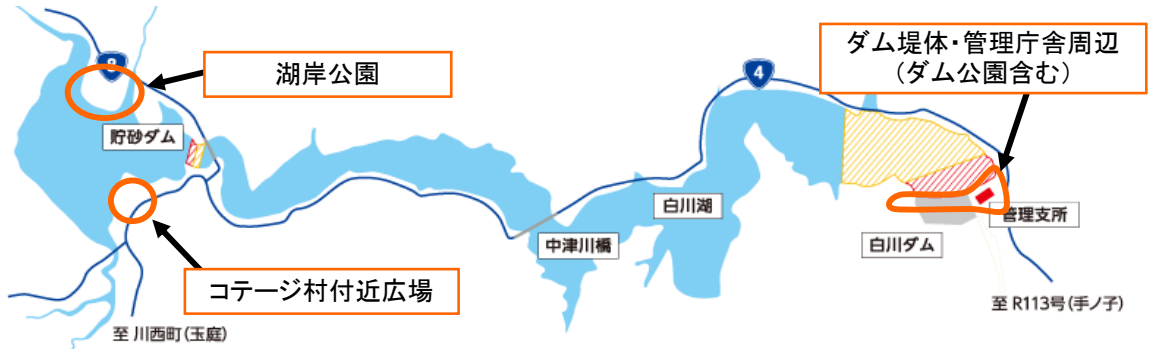 ダム堤体・管理庁舎周辺
（ダム公園含む）
湖岸公園
4
貯砂ダム
白川湖
管理支所
中津川橋
白川ダム
コテージ村付近広場
至 R113号(手ノ子)
至 川西町(玉庭)